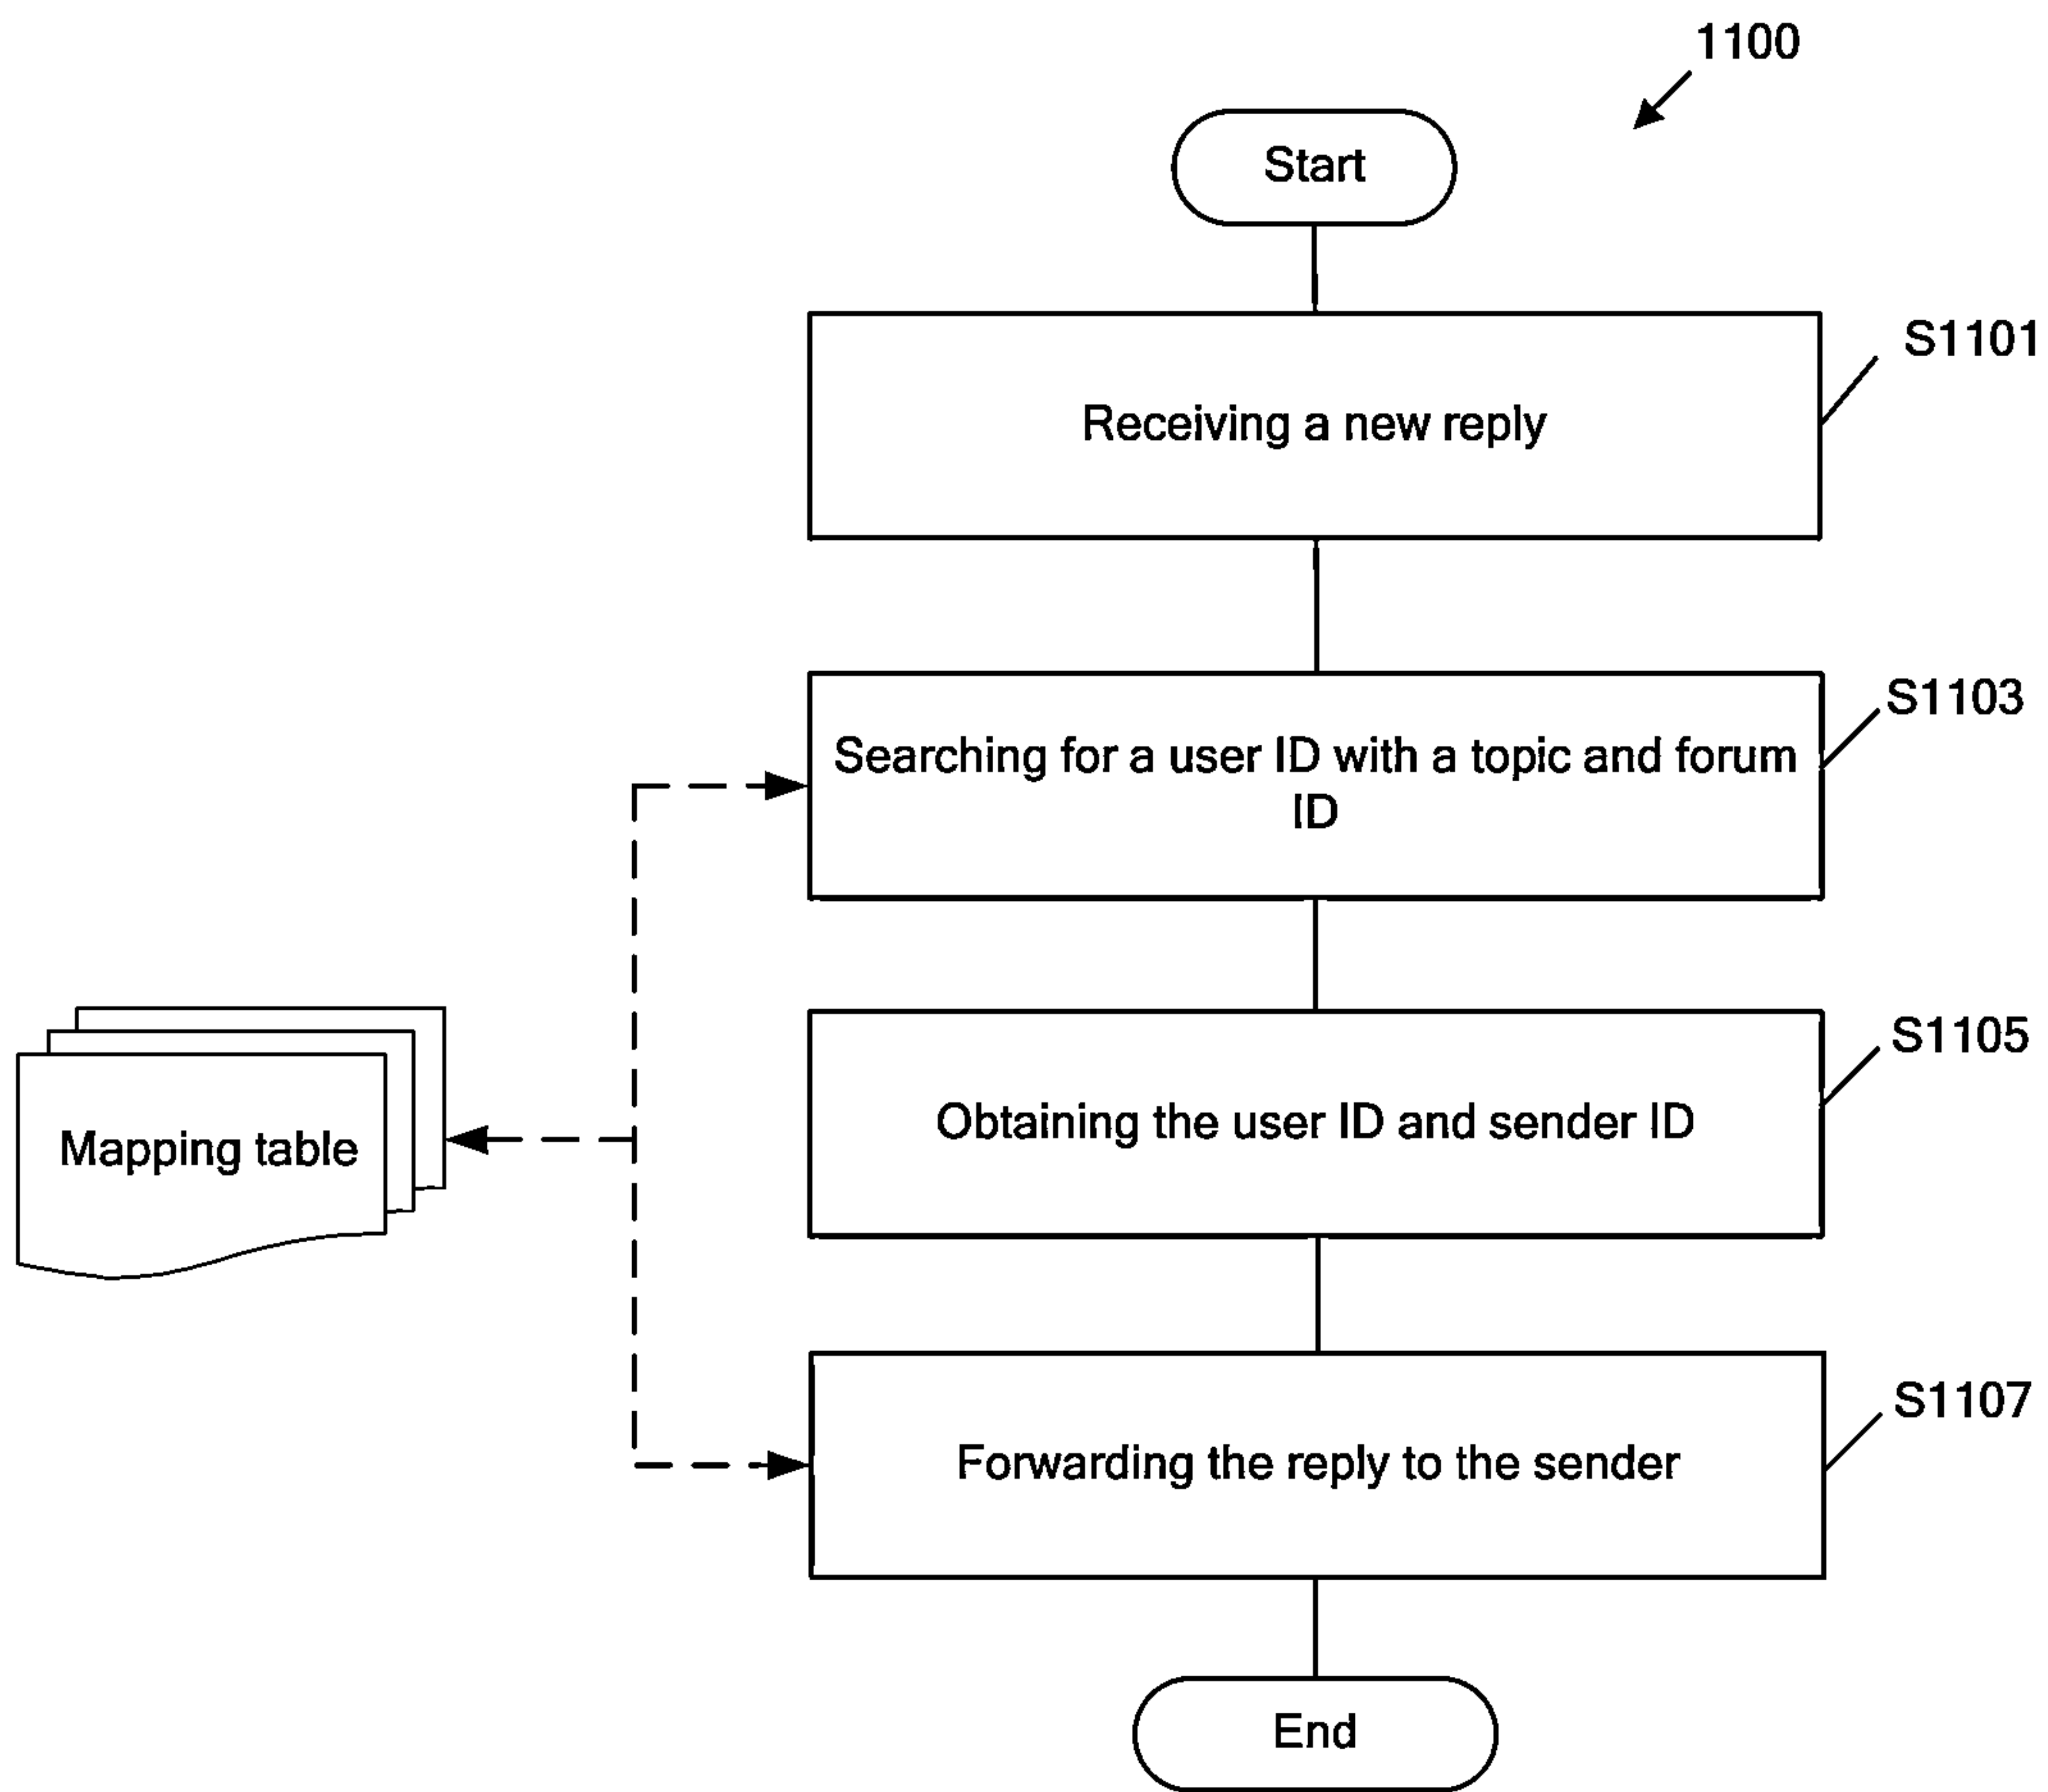 1100
Start
S1101
Receiving a new reply
S1103
Searching for a user ID with a topic and forum
ID
S1105
Obtaining the user ID and sender ID
Mapping table
S1107
Forwarding the reply to the sender
End